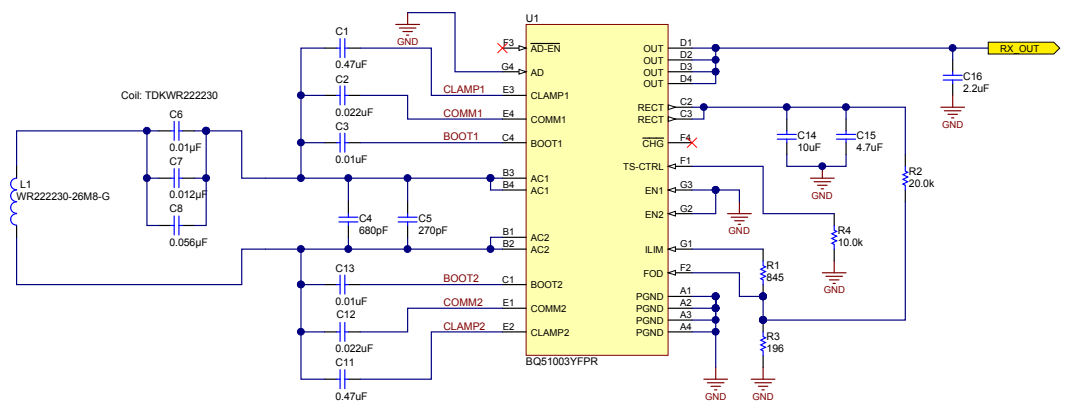 U1
C1
0.47uF
GND
F3
AD-EN
G4
AD
E3
CLAMP1
CLAMP1
C2
0.022uF
COMM1
E4
COMM1
C3
0.01uF
BOOT1
C4
BOOT1
Coil: TDKWR222230
C6
0.01µF
C7
0.012µF
C8
0.056µF
L1
WR222230-26M8-G
B3
AC1
B4
AC1
C4
680pF
C5
270pF
B1
AC2
B2
AC2
C13
0.01uF
BOOT2
C1
BOOT2
C12
0.022uF
COMM2
E1
COMM2
C11
0.47uF
CLAMP2
E2
CLAMP2
BQ51003YFPR
OUT
D1
OUT
D2
OUT
D3
OUT
D4
RX_OUT
C16
2.2uF
GND
RECT
C2
RECT
C3
C14
10uF
C15
4.7uF
GND
CHG
F4
TS-CTRL
F1
R2
20.0k
EN1
G3
EN2
G2
GND
R4
10.0k
GND
ILIM
G1
R1
845
FOD
F2
PGND
A1
PGND
A2
PGND
A3
PGND
A4
R3
196
GND
GND